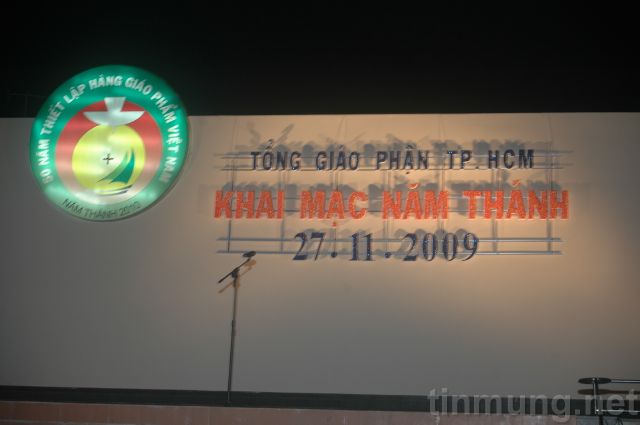 50 NĂM THIẾT LẬP HÀNG GIÁO PHẨM VIỆT NAM
NĂM THÁNH 2010
TỔNG GIÁO PHẬN TP.HCM
KHAI MẠC NĂM THÁNH
27.11.2009
tinmung.net